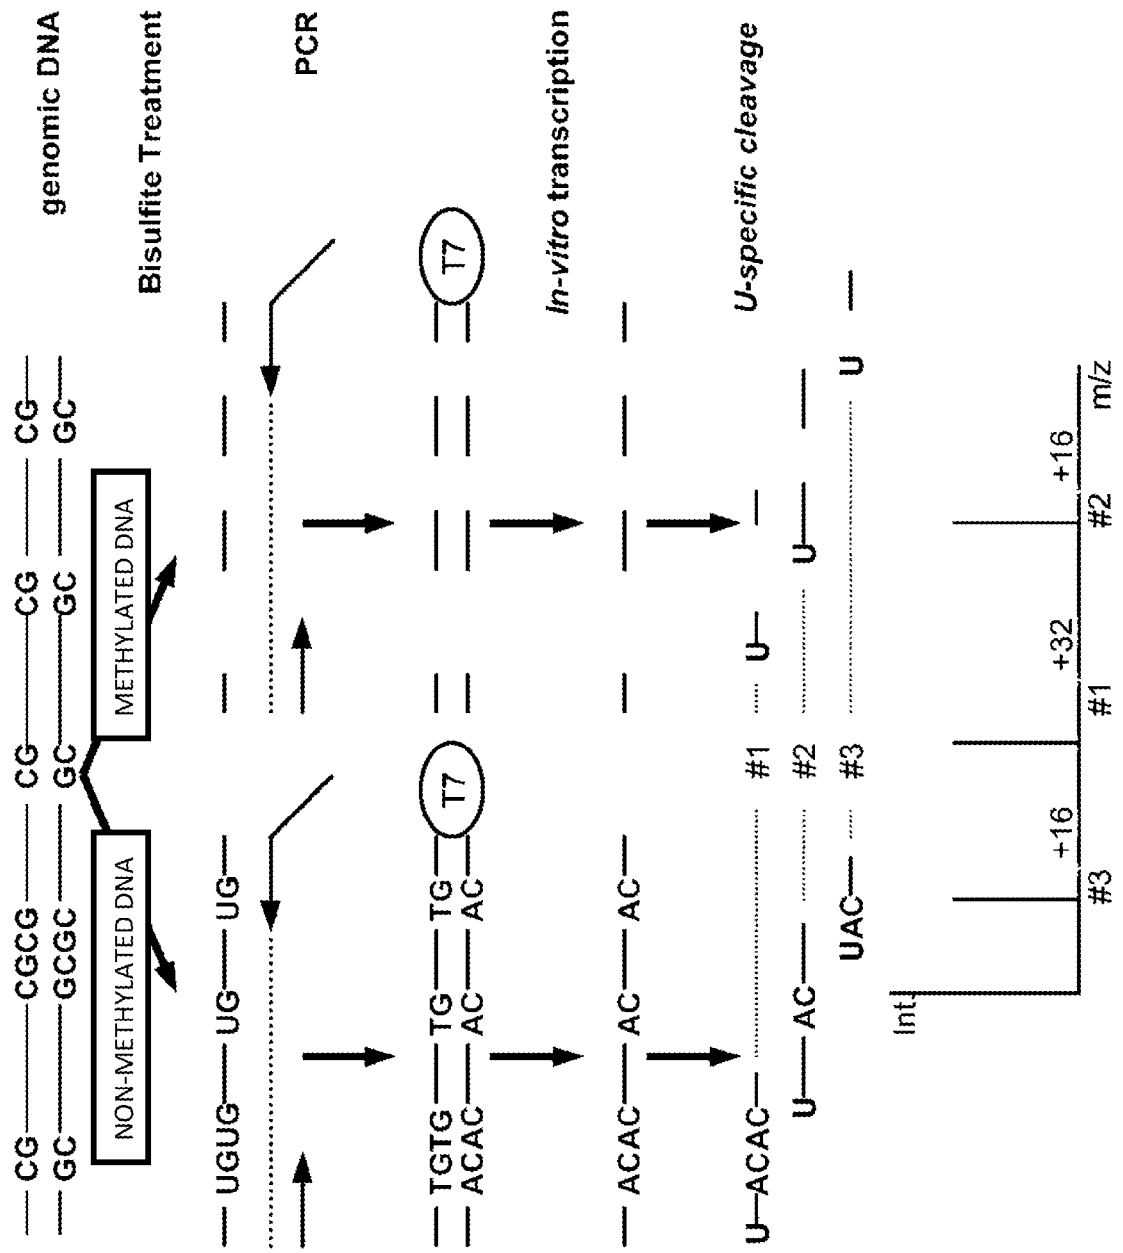 CG CGCG CG CG CG
genomic DNA
GC GCGC GC GC GC
NON-METHYLATED DNA METHYLATED DNA
Bisulfite Treatment
UGUG UG UG
PCR
TGTG TG TG
T7 T7
ACAC AC AC
In-vitro transcription
ACAC AC AC
U-specific cleavage
U ACAC #1 U
U AC #2 U
UAC #3 U
Int.
+16 +32 +16
#3 #1 #2 m/z